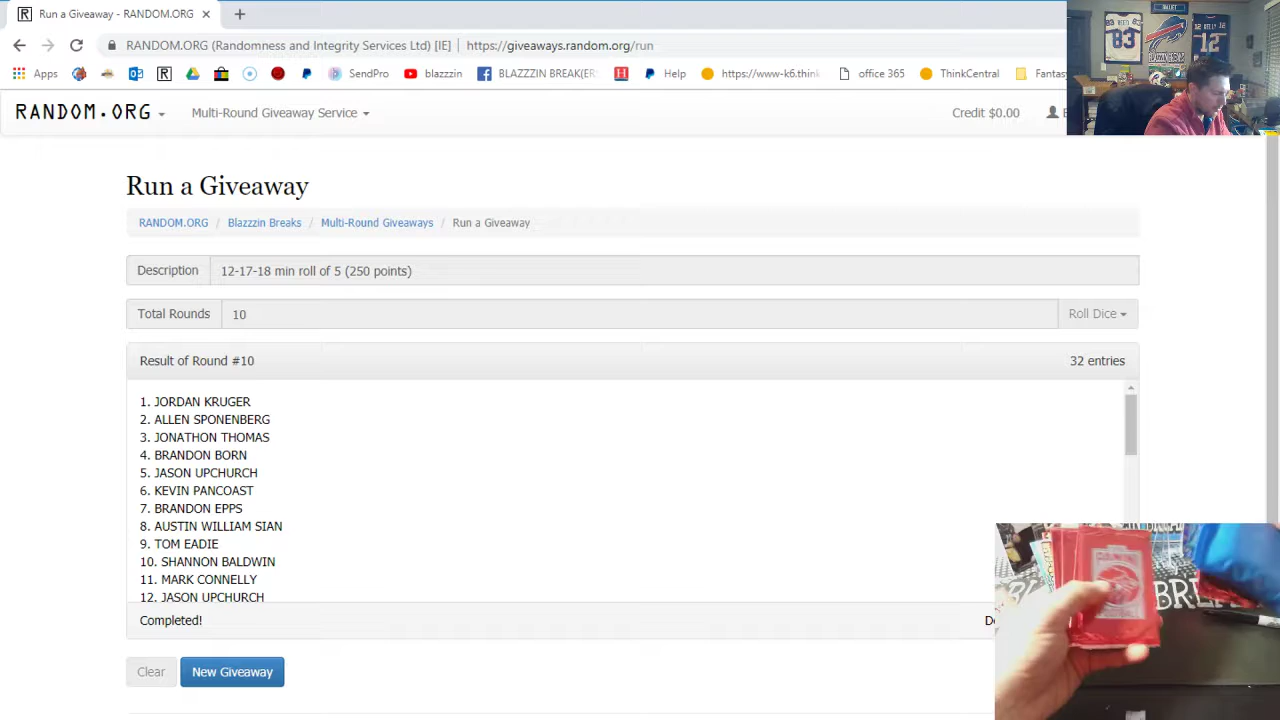 Run a Giveaway - RANDOM.ORG
RANDOM.ORG (Randomness and Integrity Services Ltd) [IE] | https://giveaways.random.org/run
Apps SendPro blazzzin BLAZZZIN BREAK(ER Help https://www-k6.think office 365 ThinkCentral Fantas
RANDOM.ORG Multi-Round Giveaway Service Credit $0.00
Run a Giveaway
RANDOM.ORG / Blazzzin Breaks / Multi-Round Giveaways / Run a Giveaway
Description 12-17-18 min roll of 5 (250 points)
Total Rounds 10 Roll Dice
Result of Round #10 32 entries
1. JORDAN KRUGER
2. ALLEN SPONENBERG
3. JONATHON THOMAS
4. BRANDON BORN
5. JASON UPCHURCH
6. KEVIN PANCOAST
7. BRANDON EPPS
8. AUSTIN WILLIAM SIAN
9. TOM EADIE
10. SHANNON BALDWIN
11. MARK CONNELLY
12. JASON UPCHURCH
Completed!
Clear New Giveaway
83
12